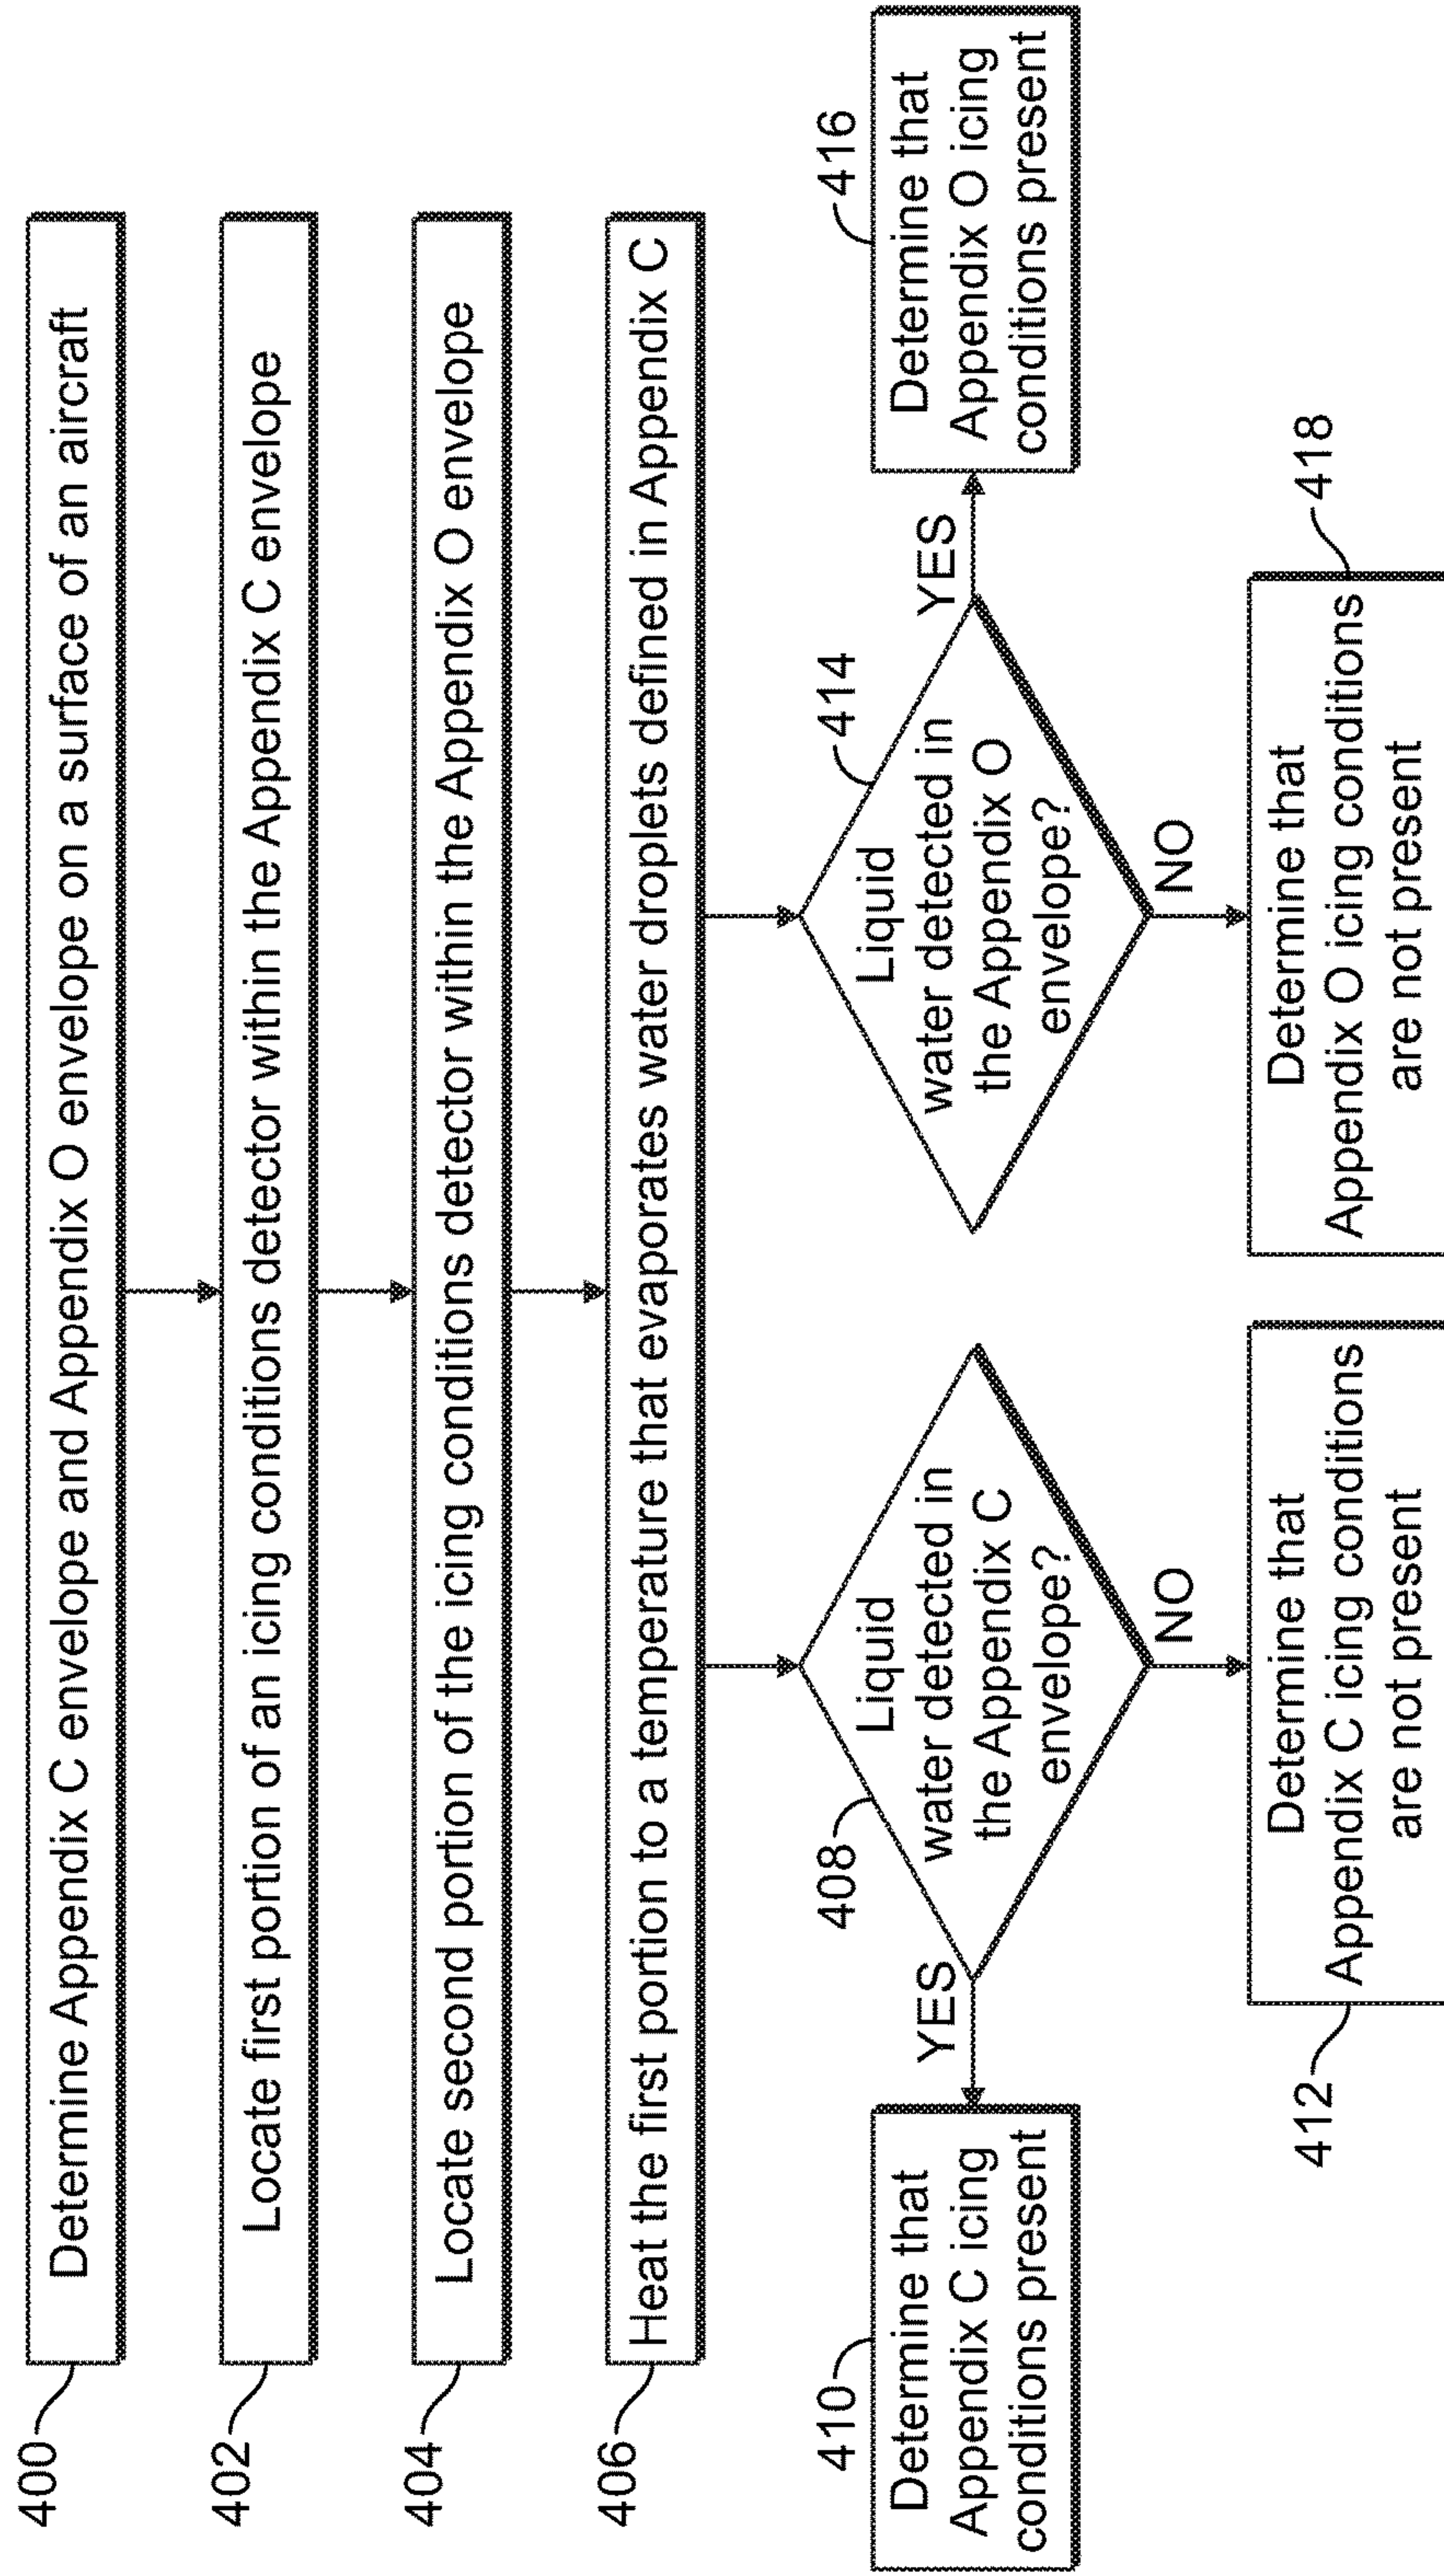 400
Determine Appendix C envelope and Appendix O envelope on a surface of an aircraft
402
Locate first portion of an icing conditions detector within the Appendix C envelope
404
Locate second portion of the icing conditions detector within the Appendix O envelope
406
Heat the first portion to a temperature that evaporates water droplets defined in Appendix C
408
Liquid
water detected in
the Appendix C
envelope?
YES
NO
410
Determine that
Appendix C icing
conditions present
412
Determine that
Appendix C icing conditions
are not present
414
Liquid
water detected in
the Appendix O
envelope?
YES
NO
416
Determine that
Appendix O icing
conditions present
418
Determine that
Appendix O icing conditions
are not present